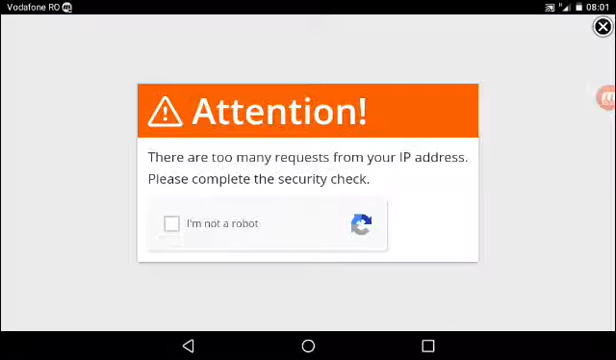 Vodafone RO
08:01
Attention!
There are too many requests from your IP address.
Please complete the security check.
I'm not a robot